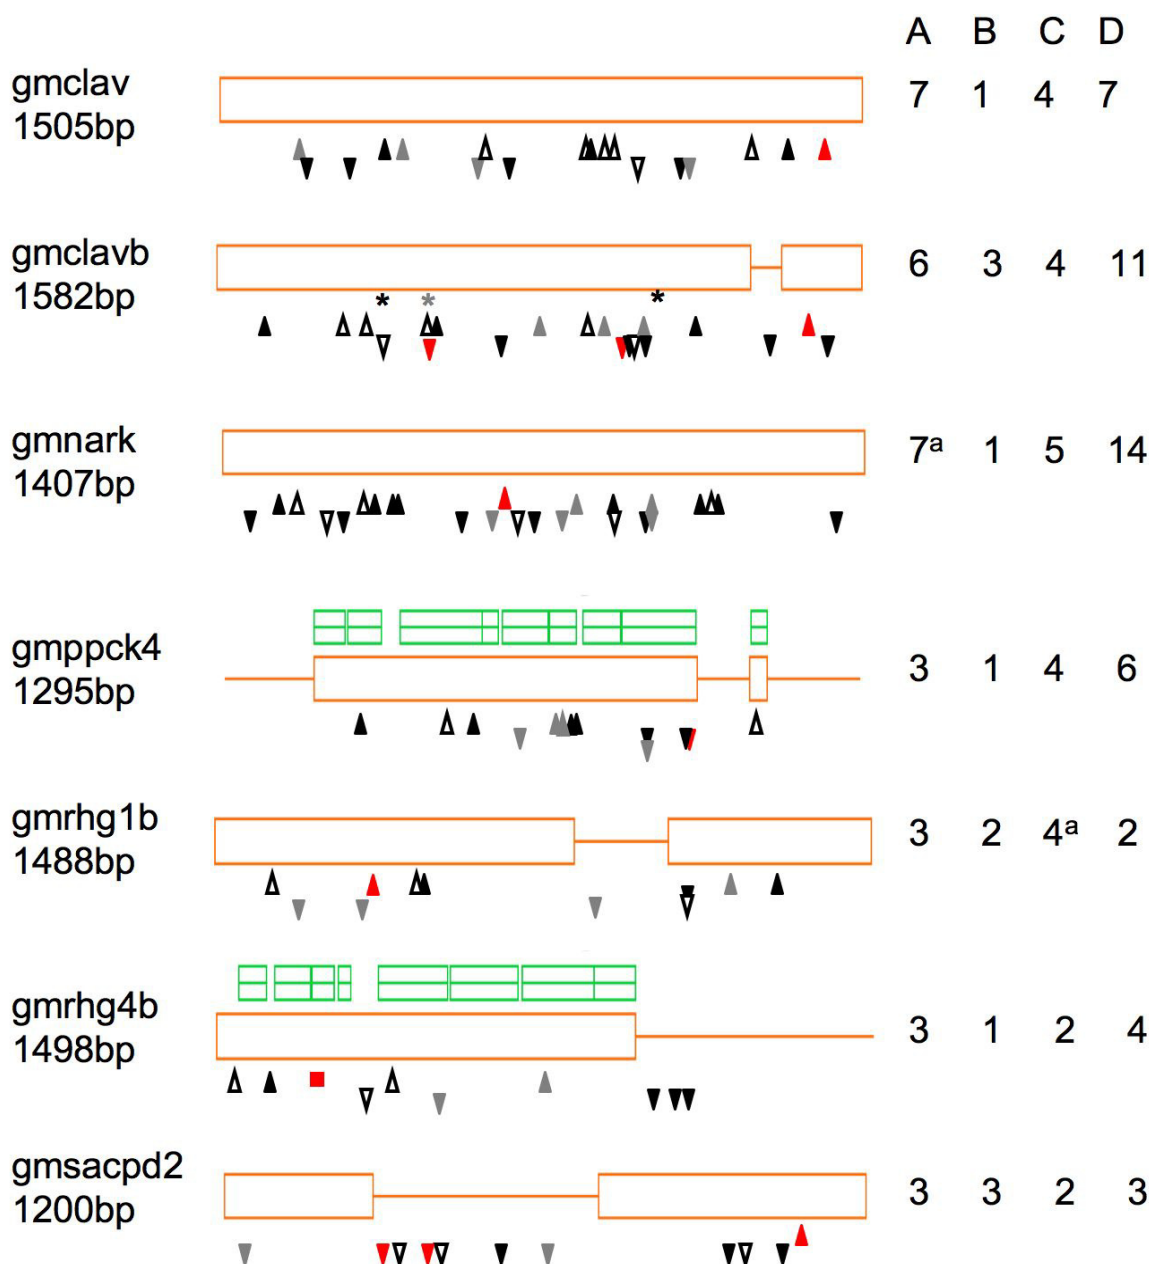 A B C D
gmclav
1505bp
7 1 4 7
gmclavb
1582bp
6 3 4 11
* * *
gmnark
1407bp
7ᵃ 1 5 14
gmppck4
1295bp
3 1 4 6
gmrhg1b
1488bp
3 2 4ᵃ 2
gmrhg4b
1498bp
3 1 2 4
gmsacpd2
1200bp
3 3 2 3